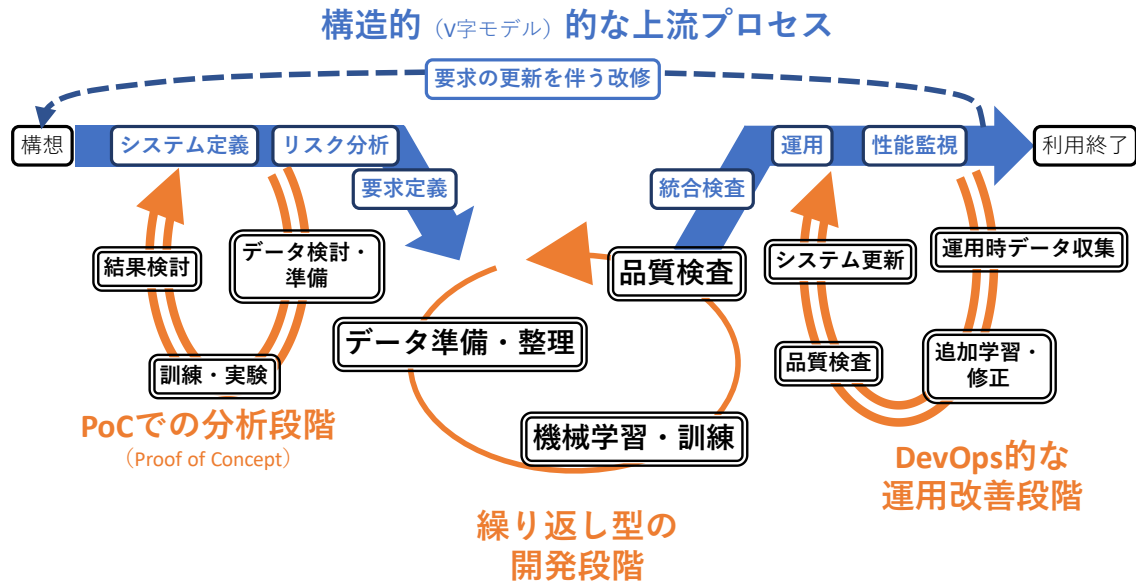 構造的（V字モデル）的な上流プロセス
要求の更新を伴う改修
構想
システム定義
リスク分析
要求定義
統合検査
運用
性能監視
利用終了
結果検討
データ検討・
準備
訓練・実験
PoCでの分析段階
（Proof of Concept）
データ準備・整理
品質検査
機械学習・訓練
繰り返し型の
開発段階
システム更新
運用時データ収集
品質検査
追加学習・
修正
DevOps的な
運用改善段階